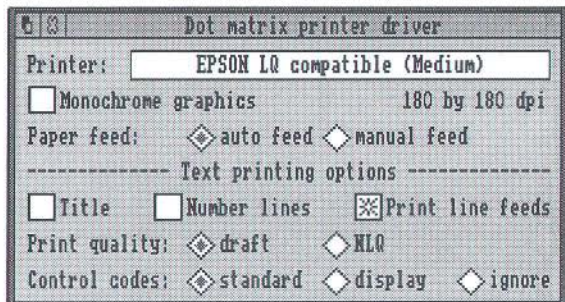 Dot matrix printer driver
Printer: EPSON LQ compatible (Medium)
Monochrome graphics 180 by 180 dpi
Paper feed: auto feed manual feed
-------------- Text printing options --------------
Title Number lines Print line feeds
Print quality: draft NLQ
Control codes: standard display ignore